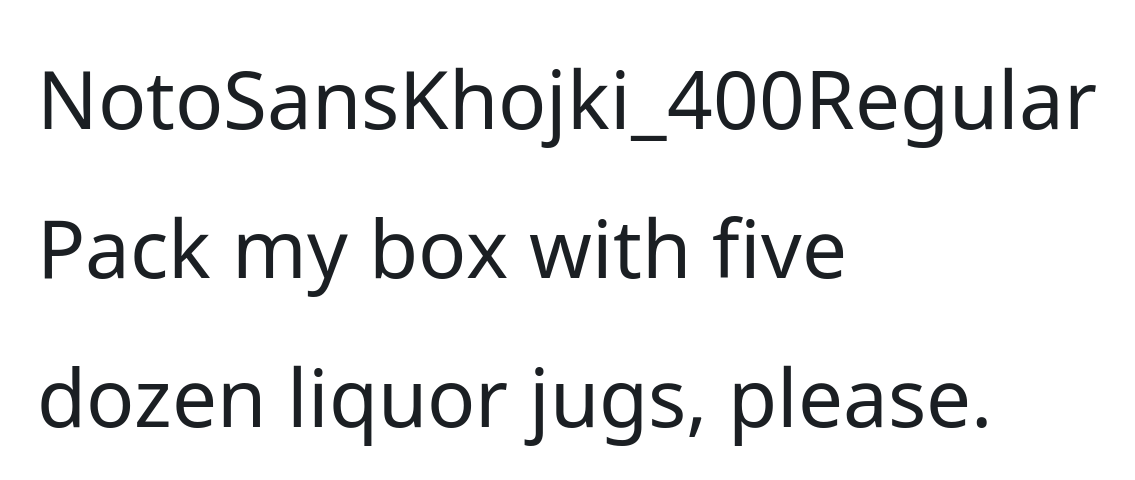 NotoSansKhojki_400Regular
Pack my box with five
dozen liquor jugs, please.